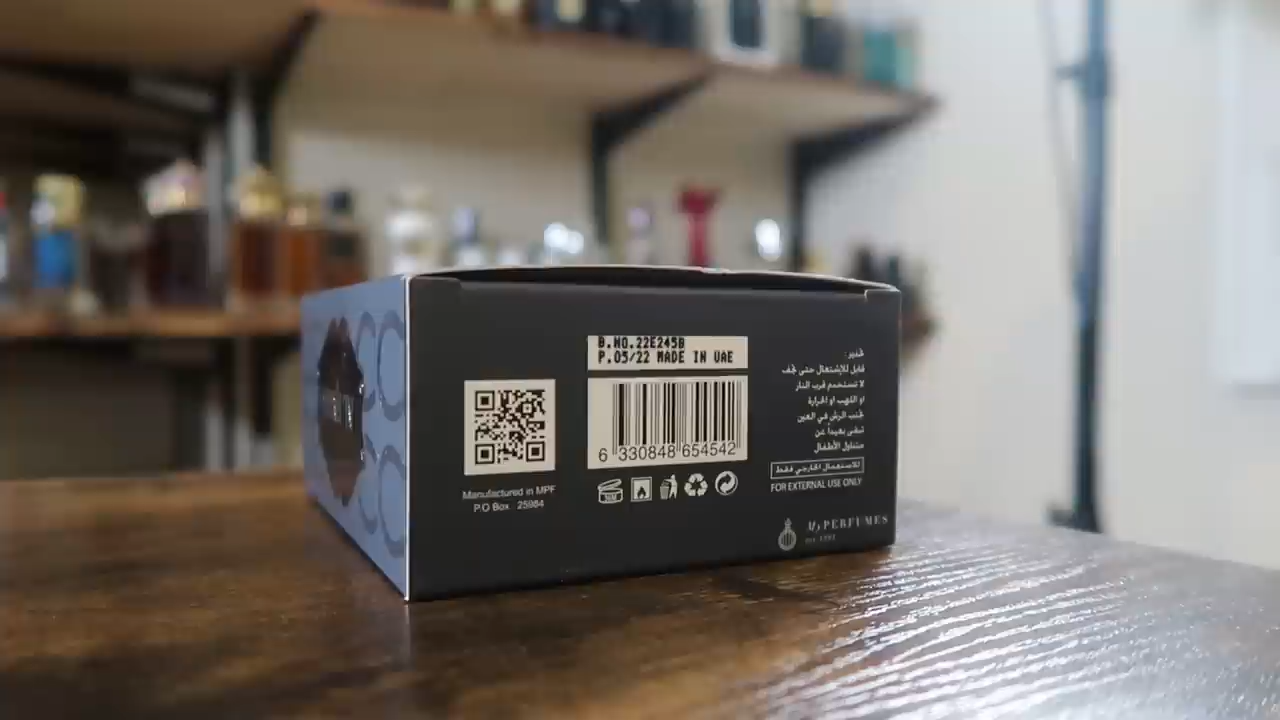 B.NO.22E245B
P.05/22 MADE IN UAE
6 330848 654542
Manufactured in MPF
P.O Box 25984
تحذير:
قابل للإشتعال حتى يجف
لا تستخدم قرب النار
او اللهب او الحرارة
تجنب الرش في العين
تبقى بعيداً عن
متناول الأطفال
للاستعمال الخارجي فقط
FOR EXTERNAL USE ONLY
My PERFUMES